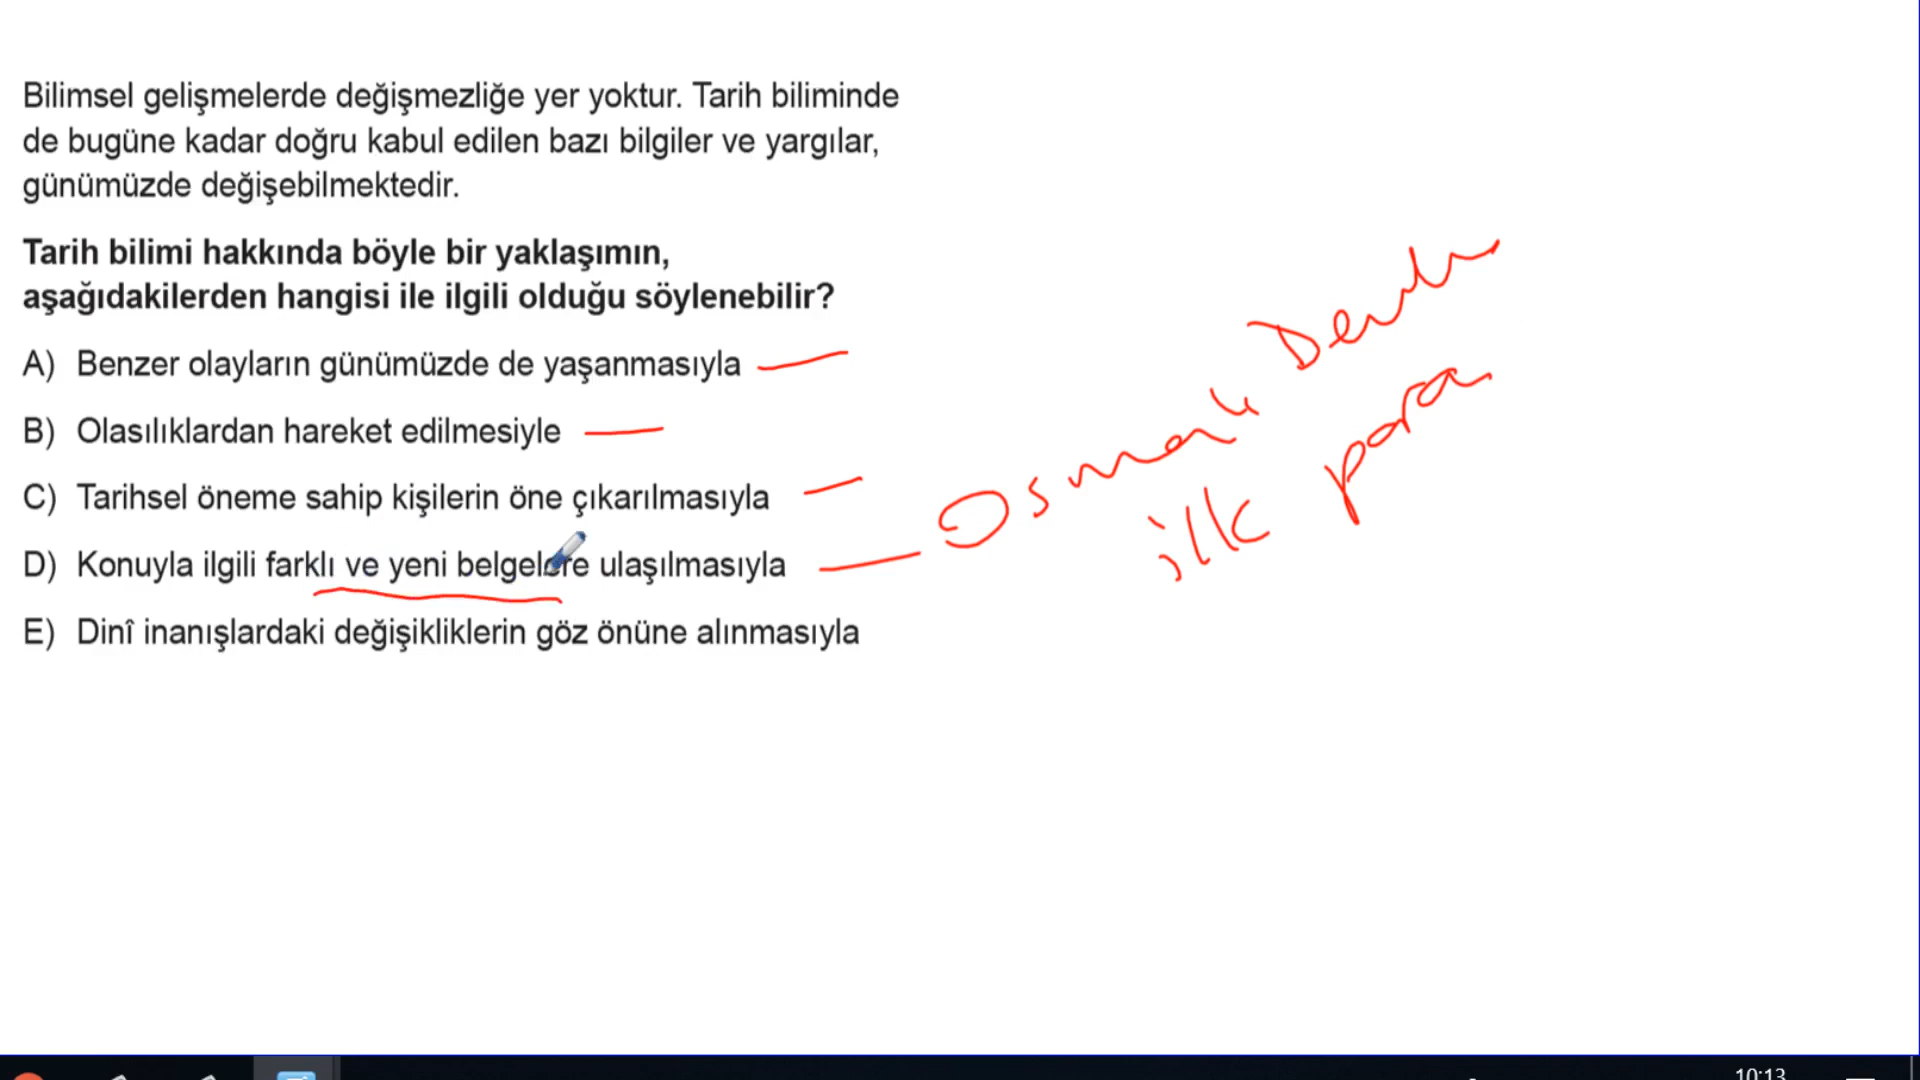 Bilimsel gelişmelerde değişmezliğe yer yoktur. Tarih biliminde
de bugüne kadar doğru kabul edilen bazı bilgiler ve yargılar,
günümüzde değişebilmektedir.
Tarih bilimi hakkında böyle bir yaklaşımın,
aşağıdakilerden hangisi ile ilgili olduğu söylenebilir?
A) Benzer olayların günümüzde de yaşanmasıyla
B) Olasılıklardan hareket edilmesiyle
C) Tarihsel öneme sahip kişilerin öne çıkarılmasıyla
D) Konuyla ilgili farklı ve yeni belgelere ulaşılmasıyla
E) Dinî inanışlardaki değişikliklerin göz önüne alınmasıyla
ilk para
10:13